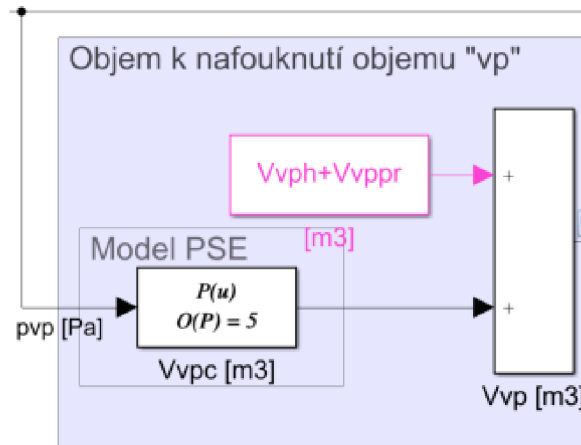 Objem k nafouknutí objemu "vp"
Vvph+Vvppr
[m3]
Model PSE
P(u)
O(P) = 5
pvp [Pa]
Vvpc [m3]
+
+
Vvp [m3]